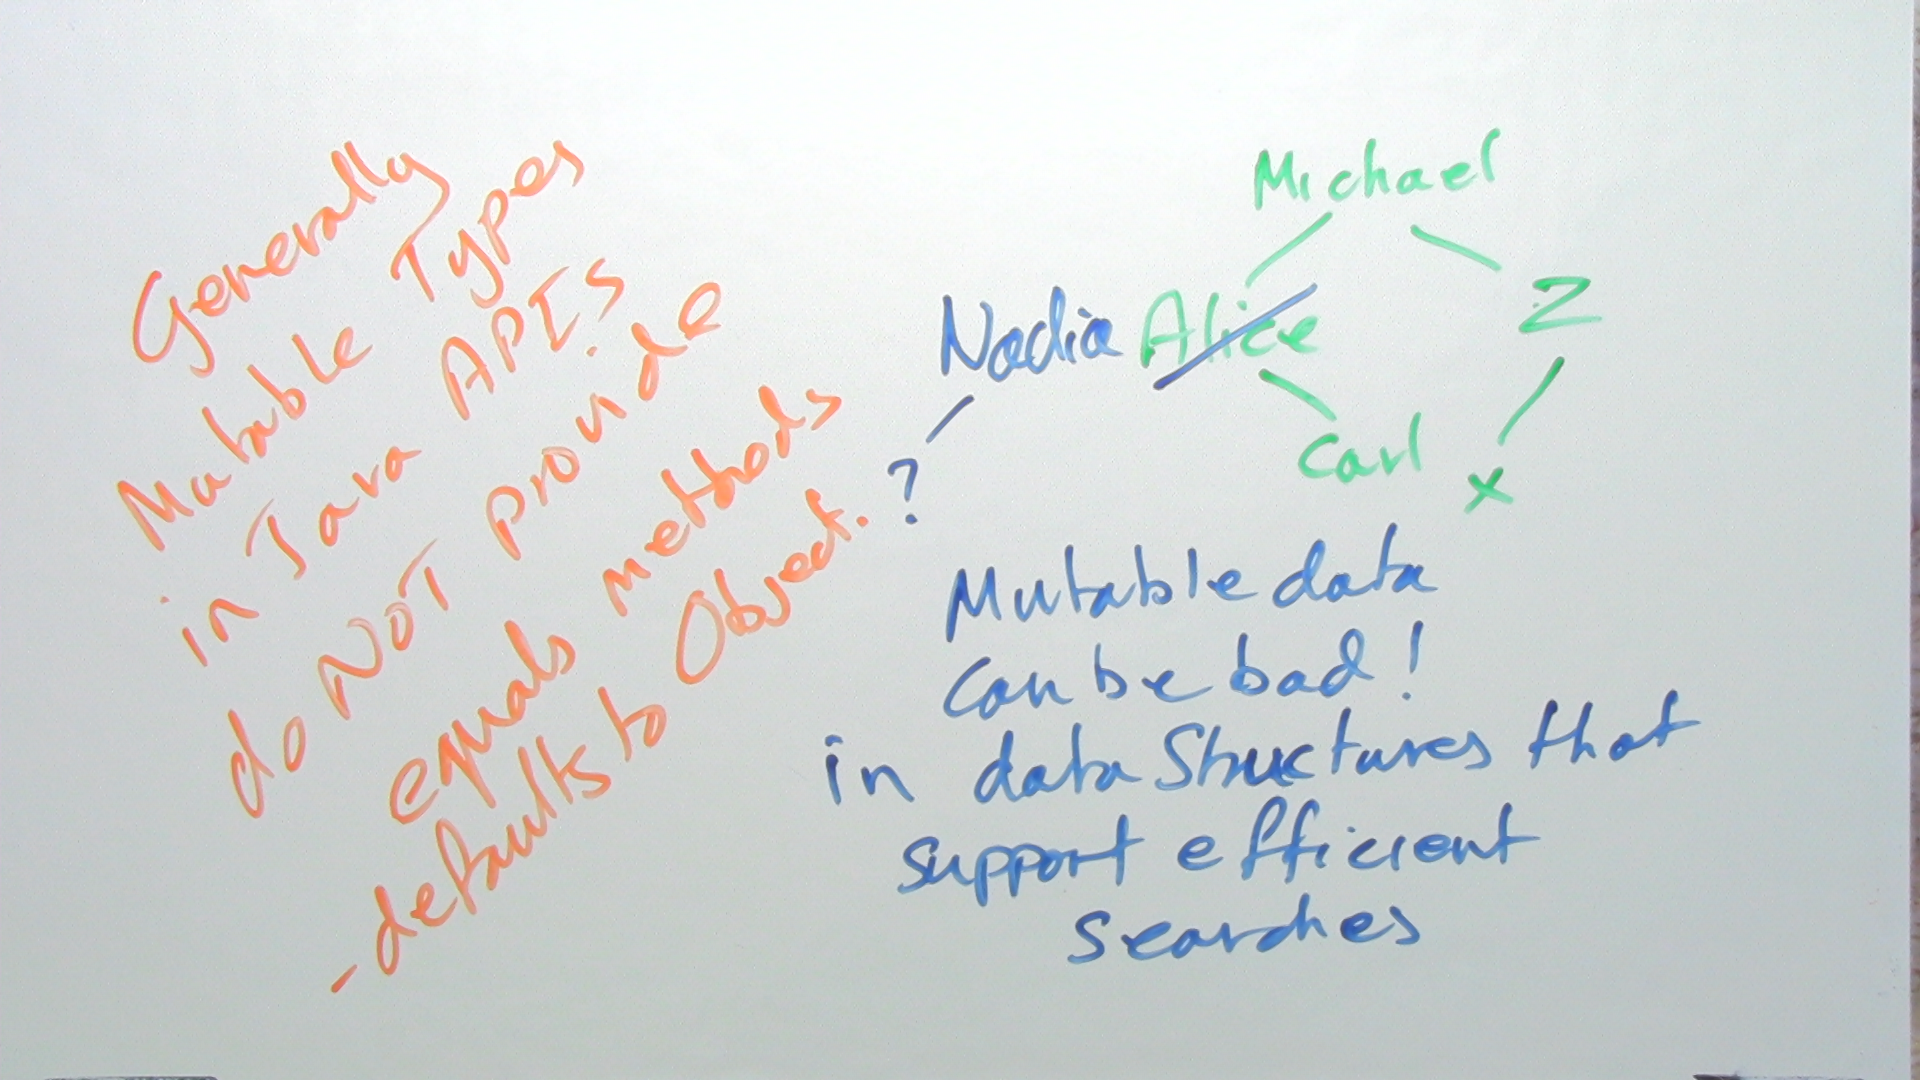 Generally
Mutable Types
in Java APIs
do NOT provide
equals methods
- defaults to Object.
Michael
Nadia Alice
Z
?
Carl
x
Mutable data
can be bad!
in data Structures that
support efficient
searches